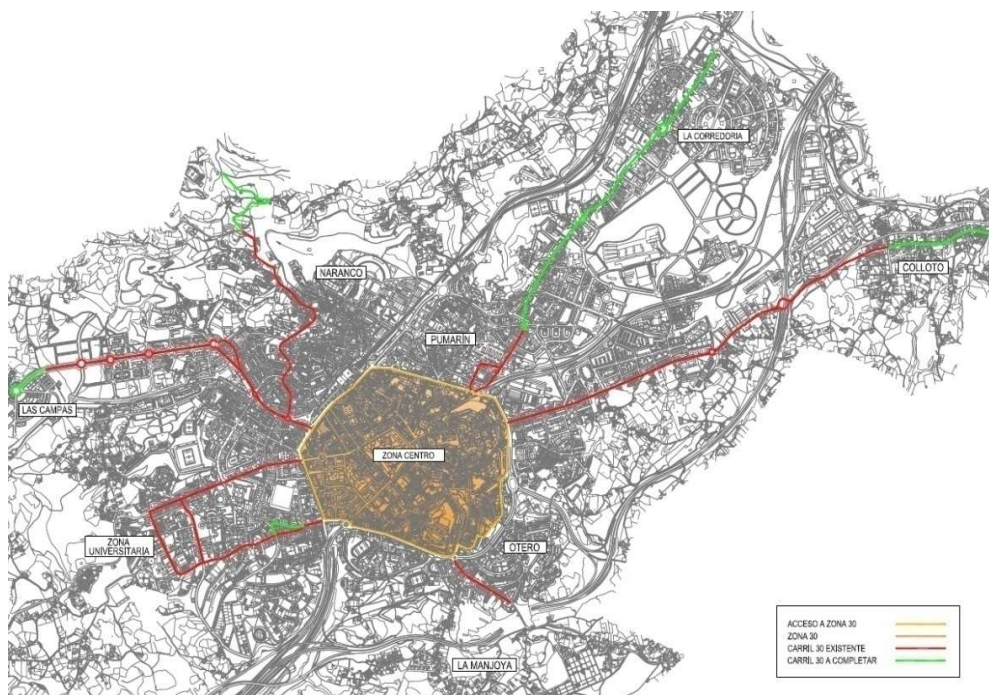 LA CORREDORIA
COLLOTO
NARANCO
PUMARÍN
LAS CAMPAS
ZONA CENTRO
ZONA
UNIVERSITARIA
OTERO
LA MANJOYA
ACCESO A ZONA 30
ZONA 30
CARRIL 30 EXISTENTE
CARRIL 30 A COMPLETAR